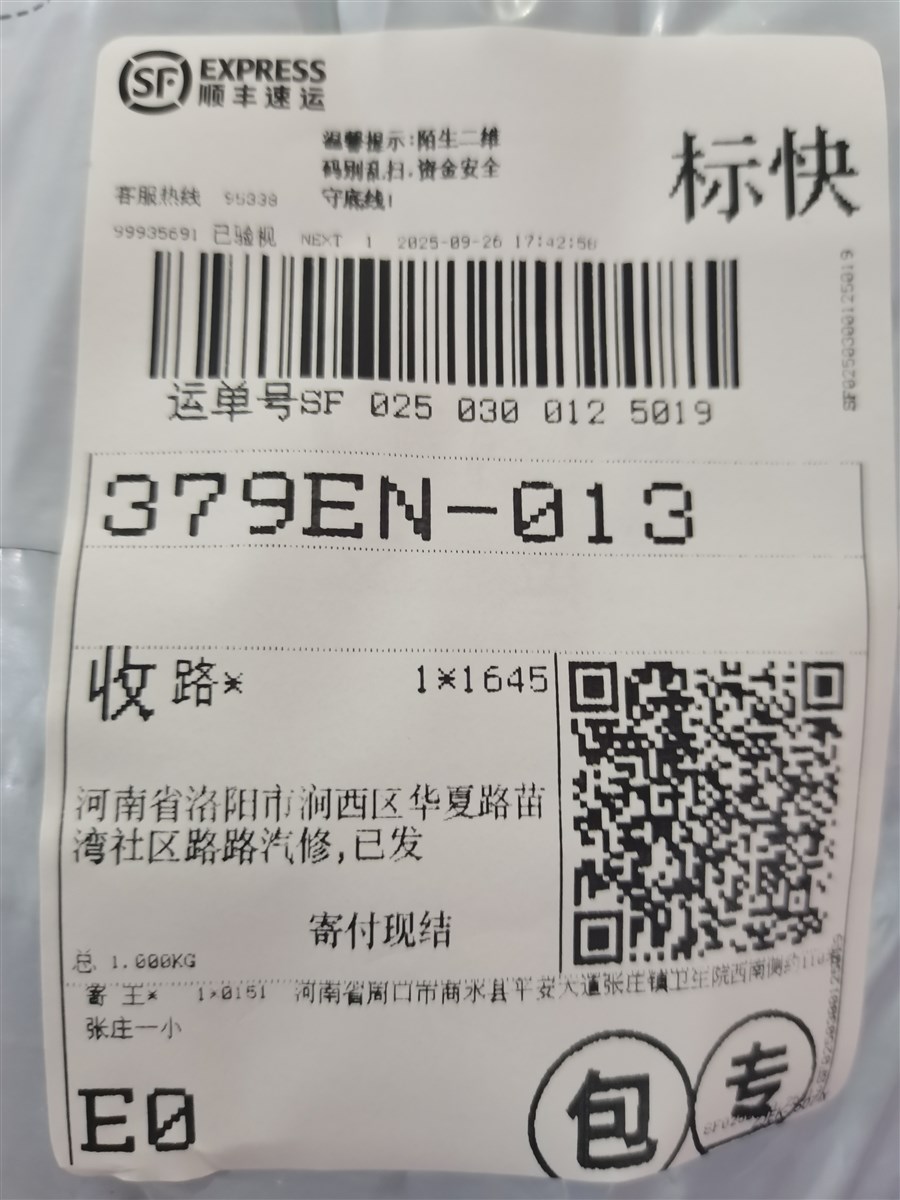 SF EXPRESS
顺丰速运
温馨提示:陌生二维
码别乱扫,资金安全
守底线!
标快
客服热线 95338
99935691 已验视 NEXT 1 2025-09-26 17:42:56
SF0250300125019
运单号SF 025 030 012 5019
379EN-013
收 路* 1*1645
河南省洛阳市涧西区华夏路苗
湾社区路路汽修,已发
寄付现结
总 1.000KG
寄 王* 1*0151 河南省周口市商水县平安大道张庄镇卫生院西南侧约110
张庄一小
E0
包
专